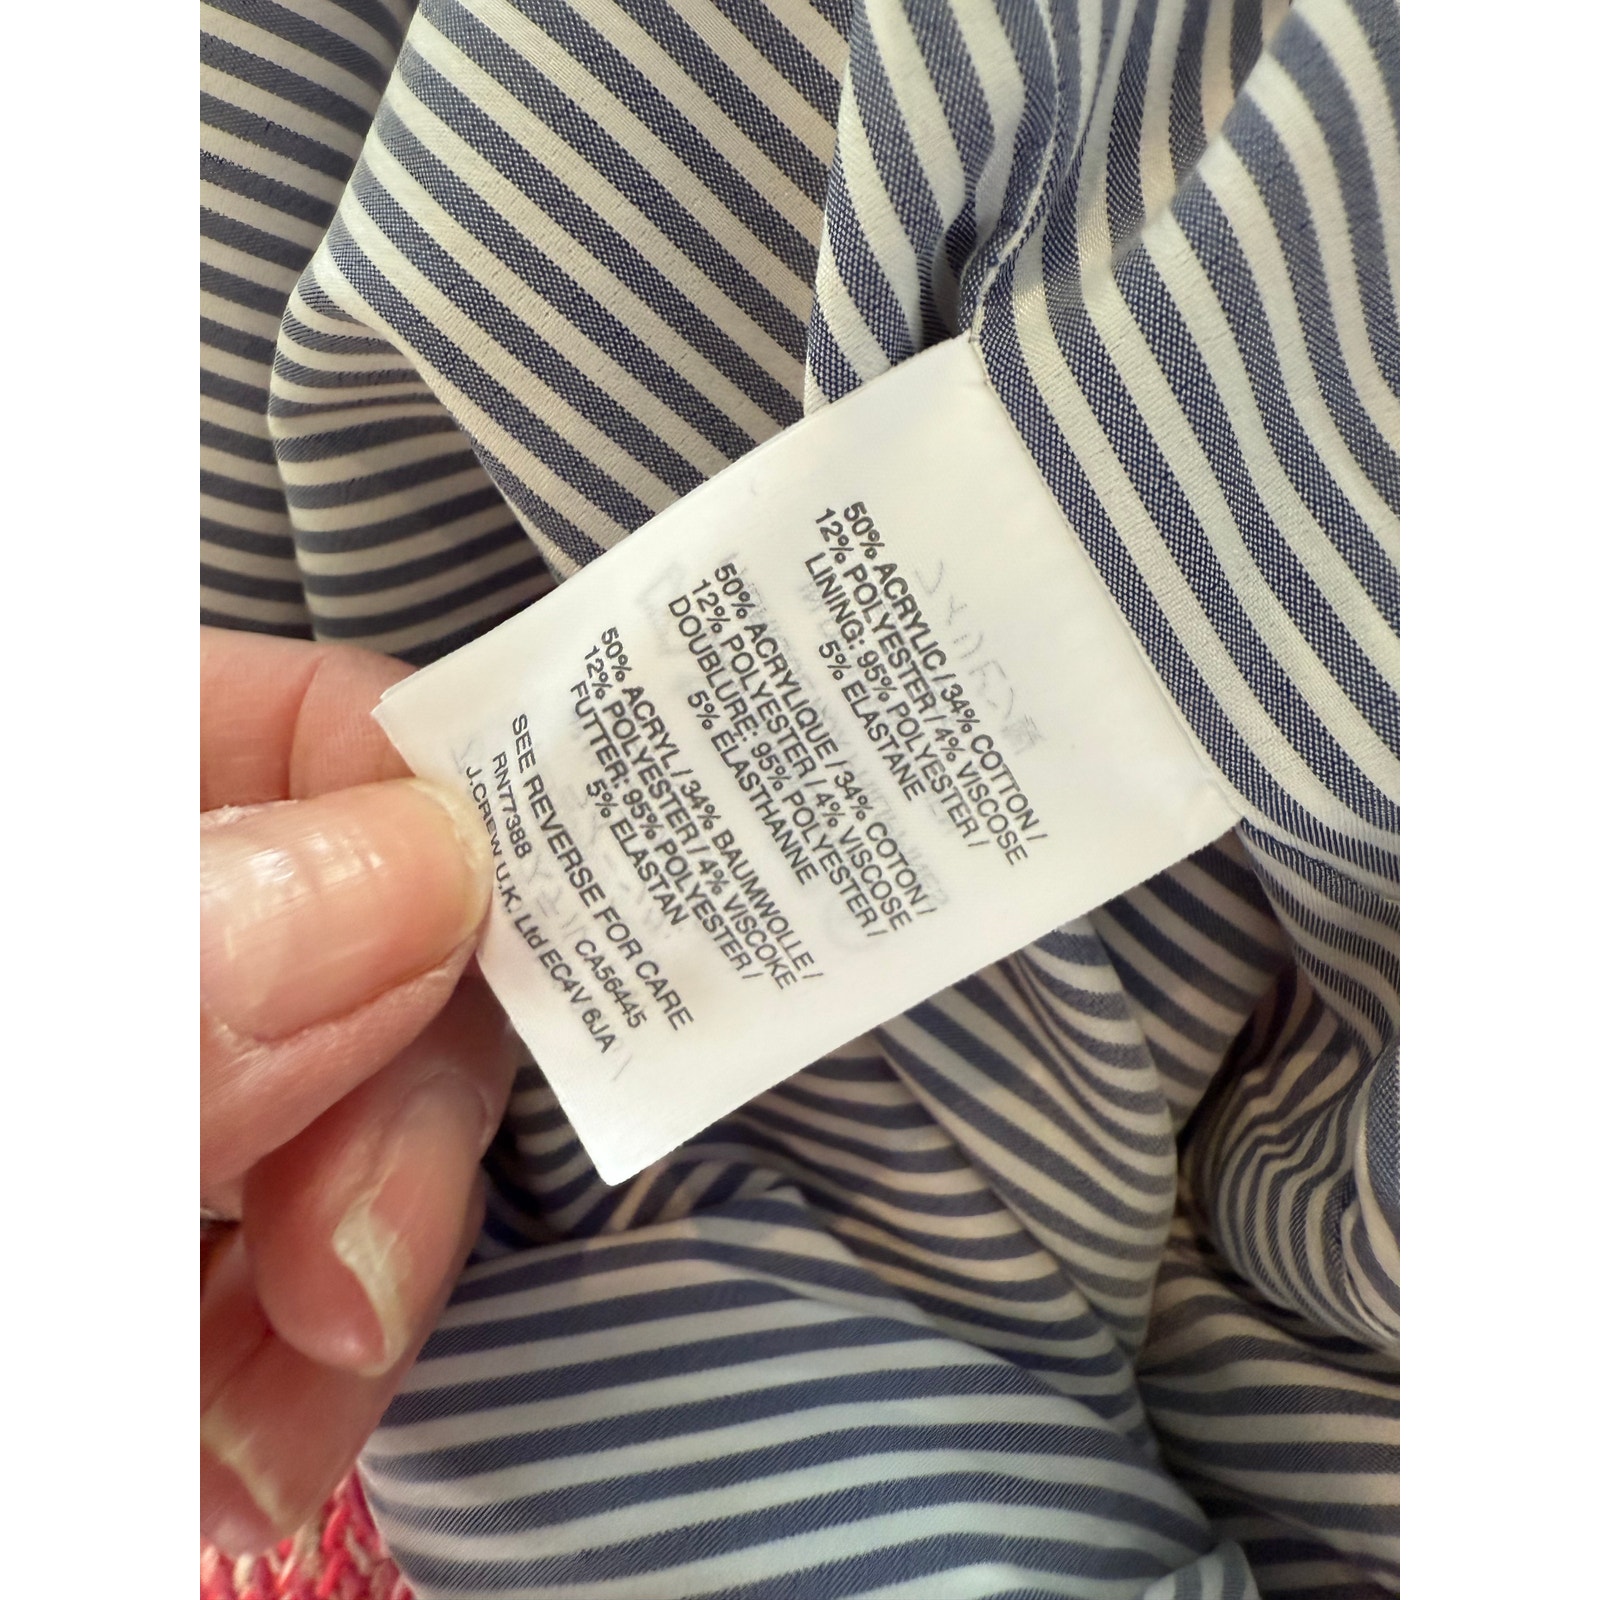 50% ACRYLIC / 34% COTTON /
12% POLYESTER / 4% VISCOSE
LINING: 95% POLYESTER /
5% ELASTANE
50% ACRYLIQUE / 34% COTON /
12% POLYESTER / 4% VISCOSE
DOUBLURE: 95% POLYESTER /
5% ÉLASTHANNE
50% ACRYL / 34% BAUMWOLLE /
12% POLYESTER / 4% VISCOKE
FUTTER: 95% POLYESTER /
5% ELASTAN
SEE REVERSE FOR CARE
RN77388 CA56445
J.CREW U.K. Ltd EC4V 6JA